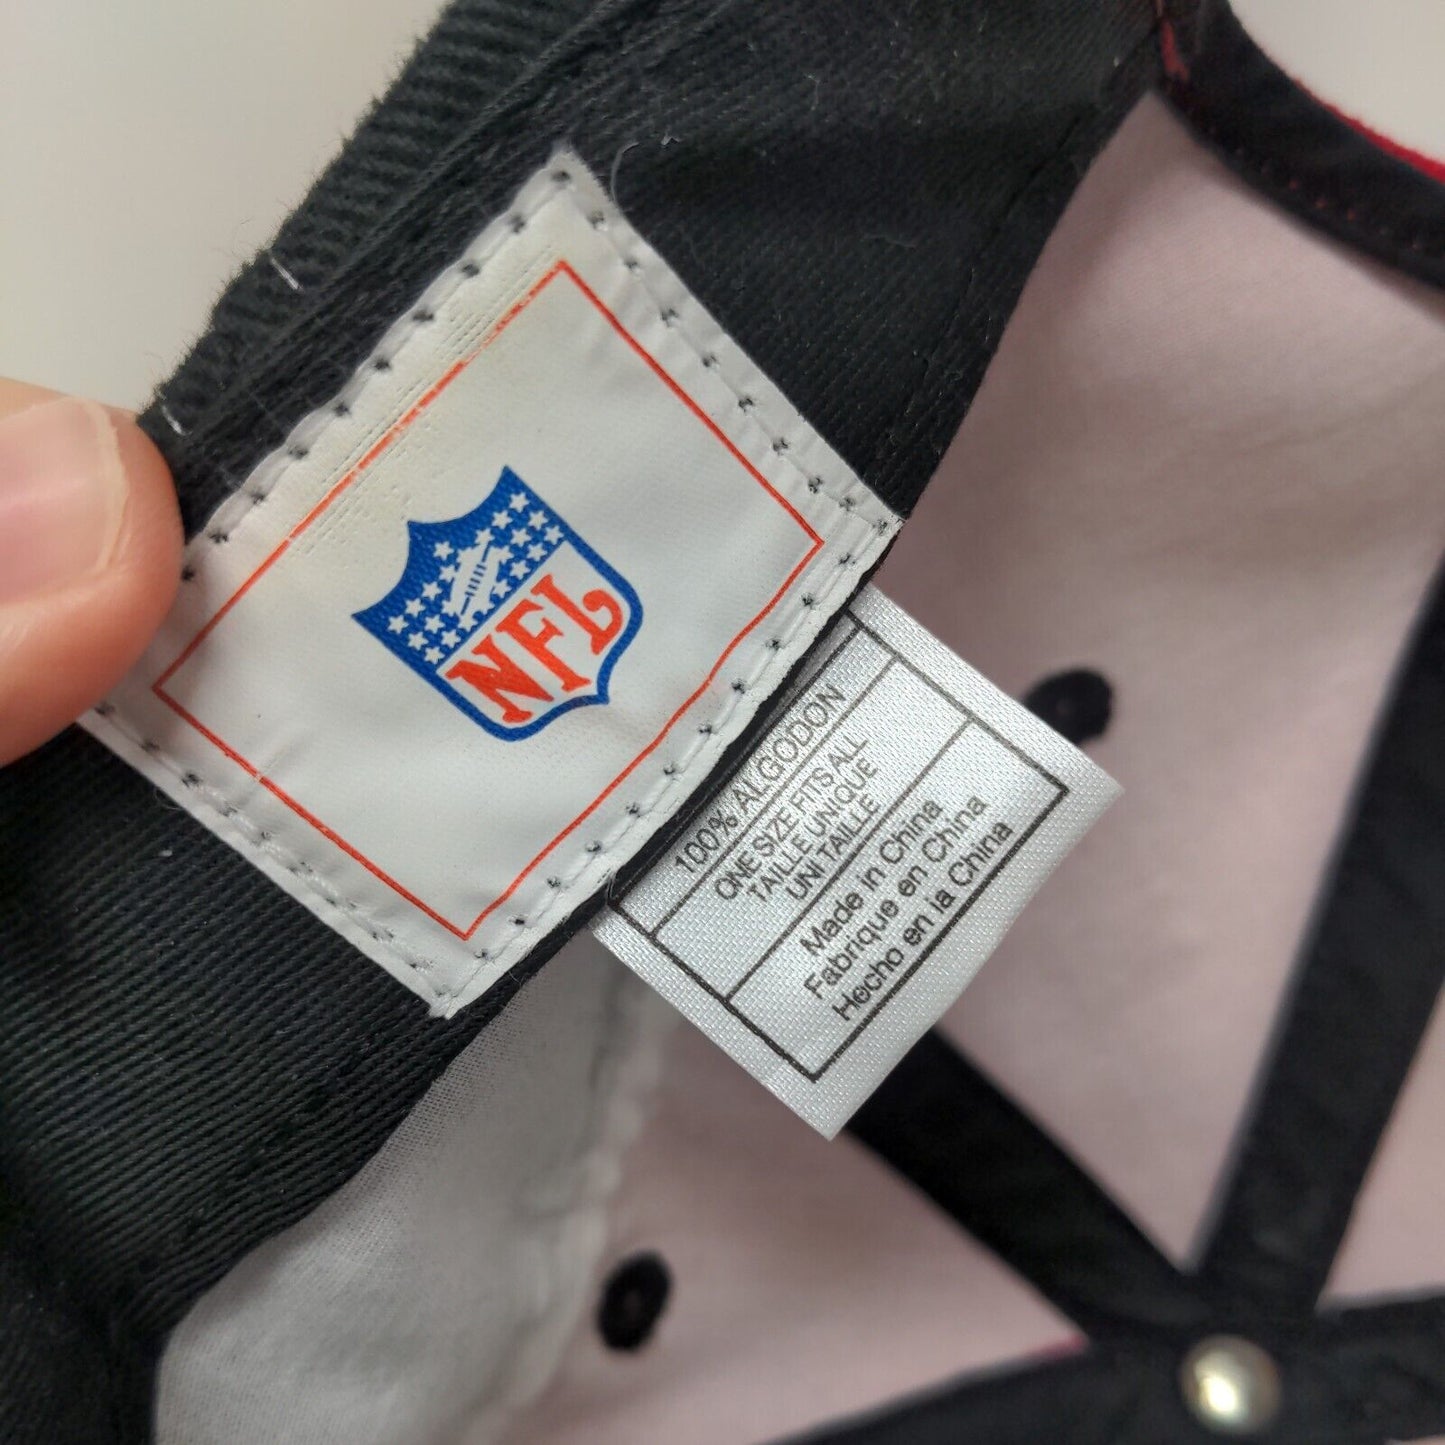 NFL
100% ALGODON
ONE SIZE FITS ALL
TAILLE UNIQUE
UNI TAILLE
Made in China
Fabrique en China
Hecho en la China